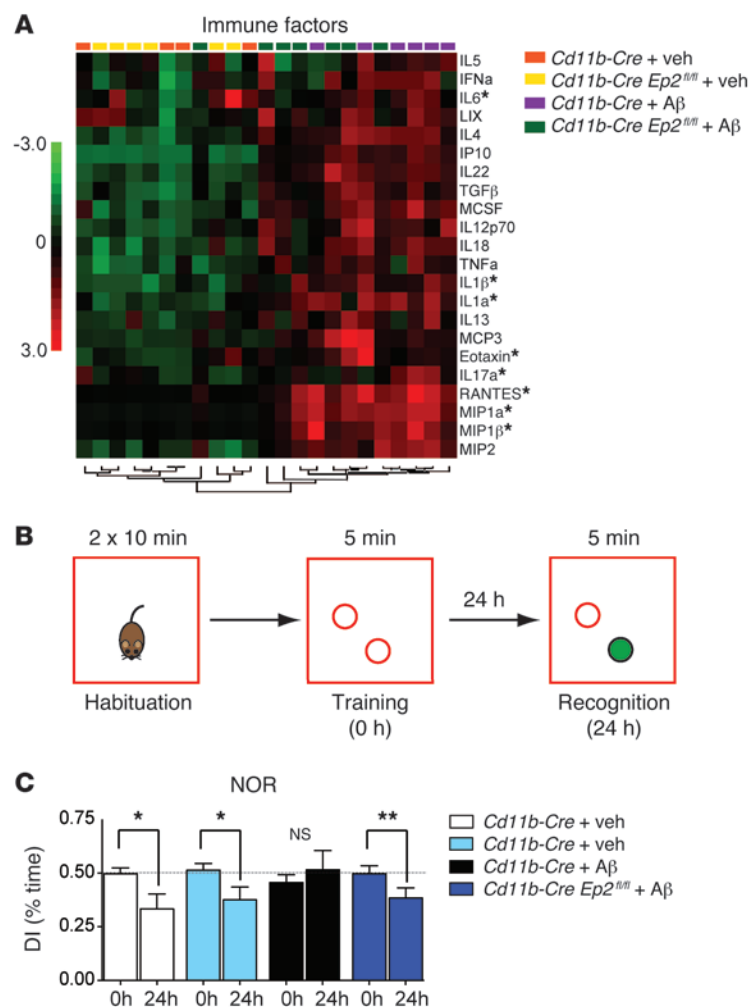 A
Immune factors
Cd11b-Cre + veh
Cd11b-Cre Ep2fl/fl + veh
Cd11b-Cre + Aβ
Cd11b-Cre Ep2fl/fl + Aβ
-3.0
0
3.0
IL5
IFNa
IL6*
LIX
IL4
IP10
IL22
TGFβ
MCSF
IL12p70
IL18
TNFa
IL1β*
IL1a*
IL13
MCP3
Eotaxin*
IL17a*
RANTES*
MIP1a*
MIP1β*
MIP2
B
2 x 10 min
5 min
24 h
5 min
Habituation
Training
(0 h)
Recognition
(24 h)
C
NOR
DI (% time)
0.75
0.50
0.25
0.00
*
*
NS
**
0h 24h 0h 24h 0h 24h 0h 24h
Cd11b-Cre + veh
Cd11b-Cre + veh
Cd11b-Cre + Aβ
Cd11b-Cre Ep2fl/fl + Aβ